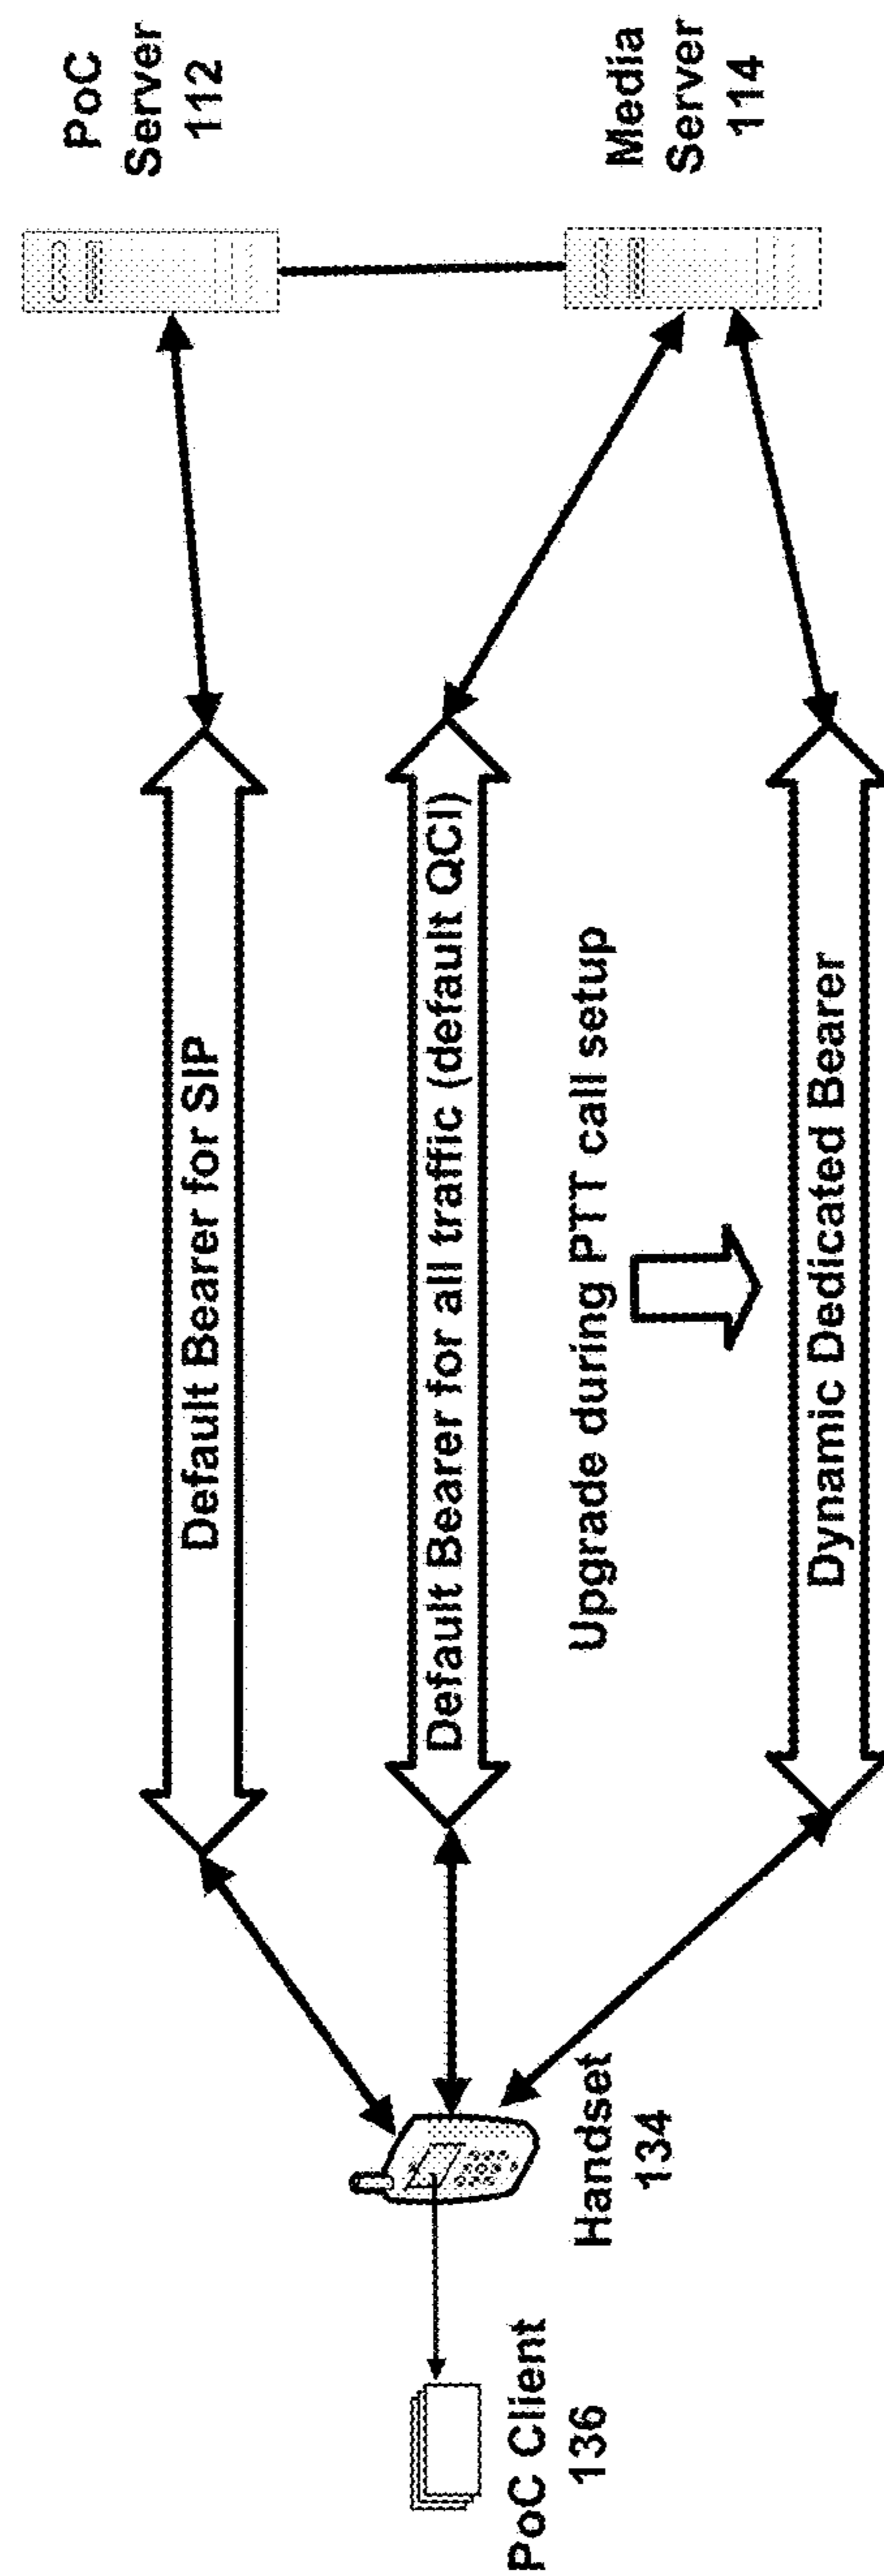 PoC
Server
112
Default Bearer for SIP
Default Bearer for all traffic (default QCI)
Media
Server
114
Upgrade during PTT call setup
Dynamic Dedicated Bearer
Handset
134
PoC Client
136